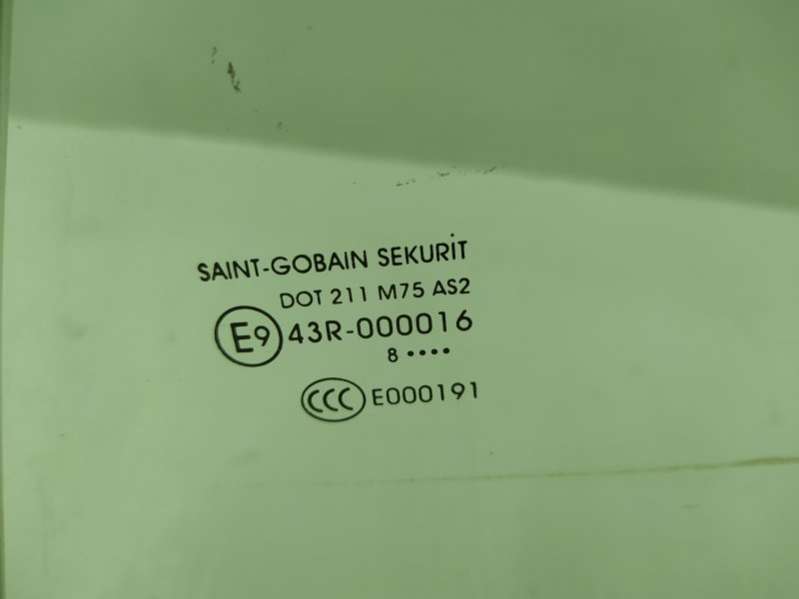 SAINT-GOBAIN SEKURIT
DOT 211 M75 AS2
E9 43R-000016
8 ••••
CCC E000191